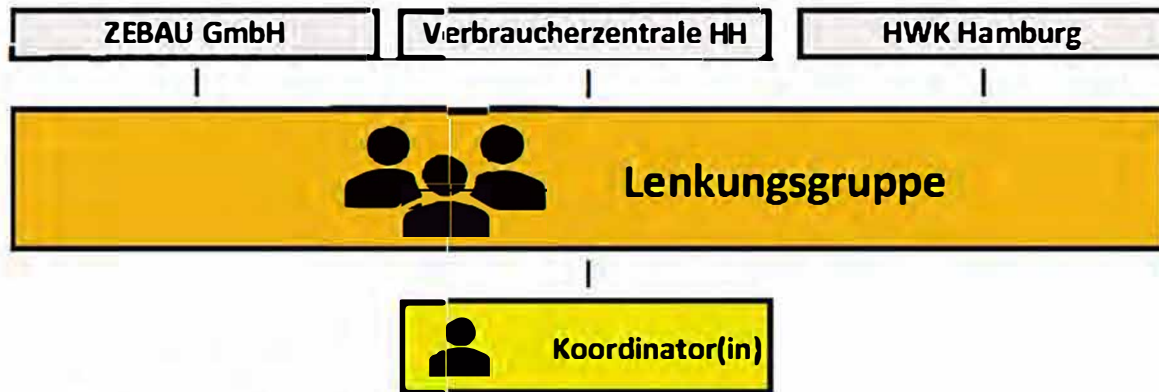 ZEBAU GmbH
Verbraucherzentrale HH
HWK Hamburg
Lenkungsgruppe
Koordinator(in)